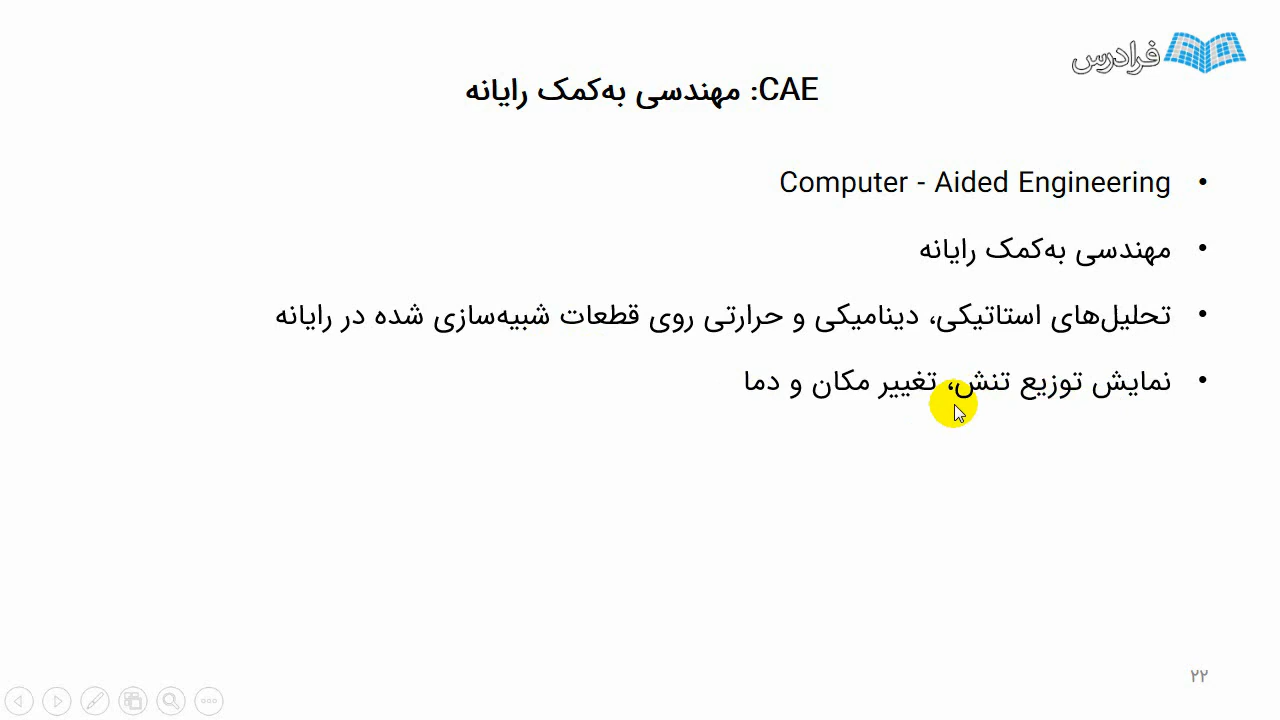 فرادرس
CAE: مهندسی به‌کمک رایانه
• Computer - Aided Engineering
• مهندسی به‌کمک رایانه
• تحلیل‌های استاتیکی، دینامیکی و حرارتی روی قطعات شبیه‌سازی شده در رایانه
• نمایش توزیع تنش، تغییر مکان و دما
۲۲